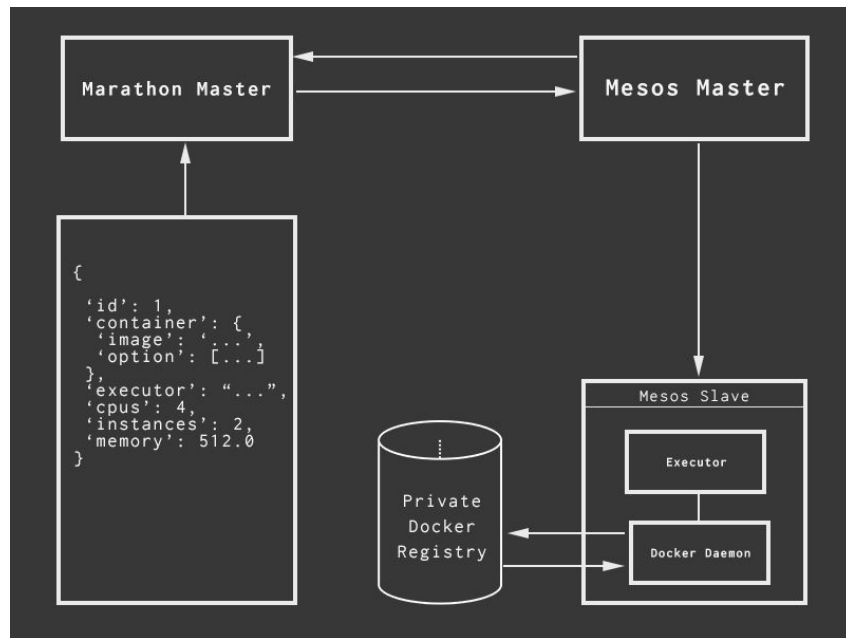 Marathon Master
Mesos Master
{
‘id’: 1,
‘container’: {
‘image’: ‘...’,
‘option’: [...]
},
‘executor’: “...”,
‘cpus’: 4,
‘instances’: 2,
‘memory’: 512.0
}
Mesos Slave
Executor
Private
Docker
Registry
Docker Daemon